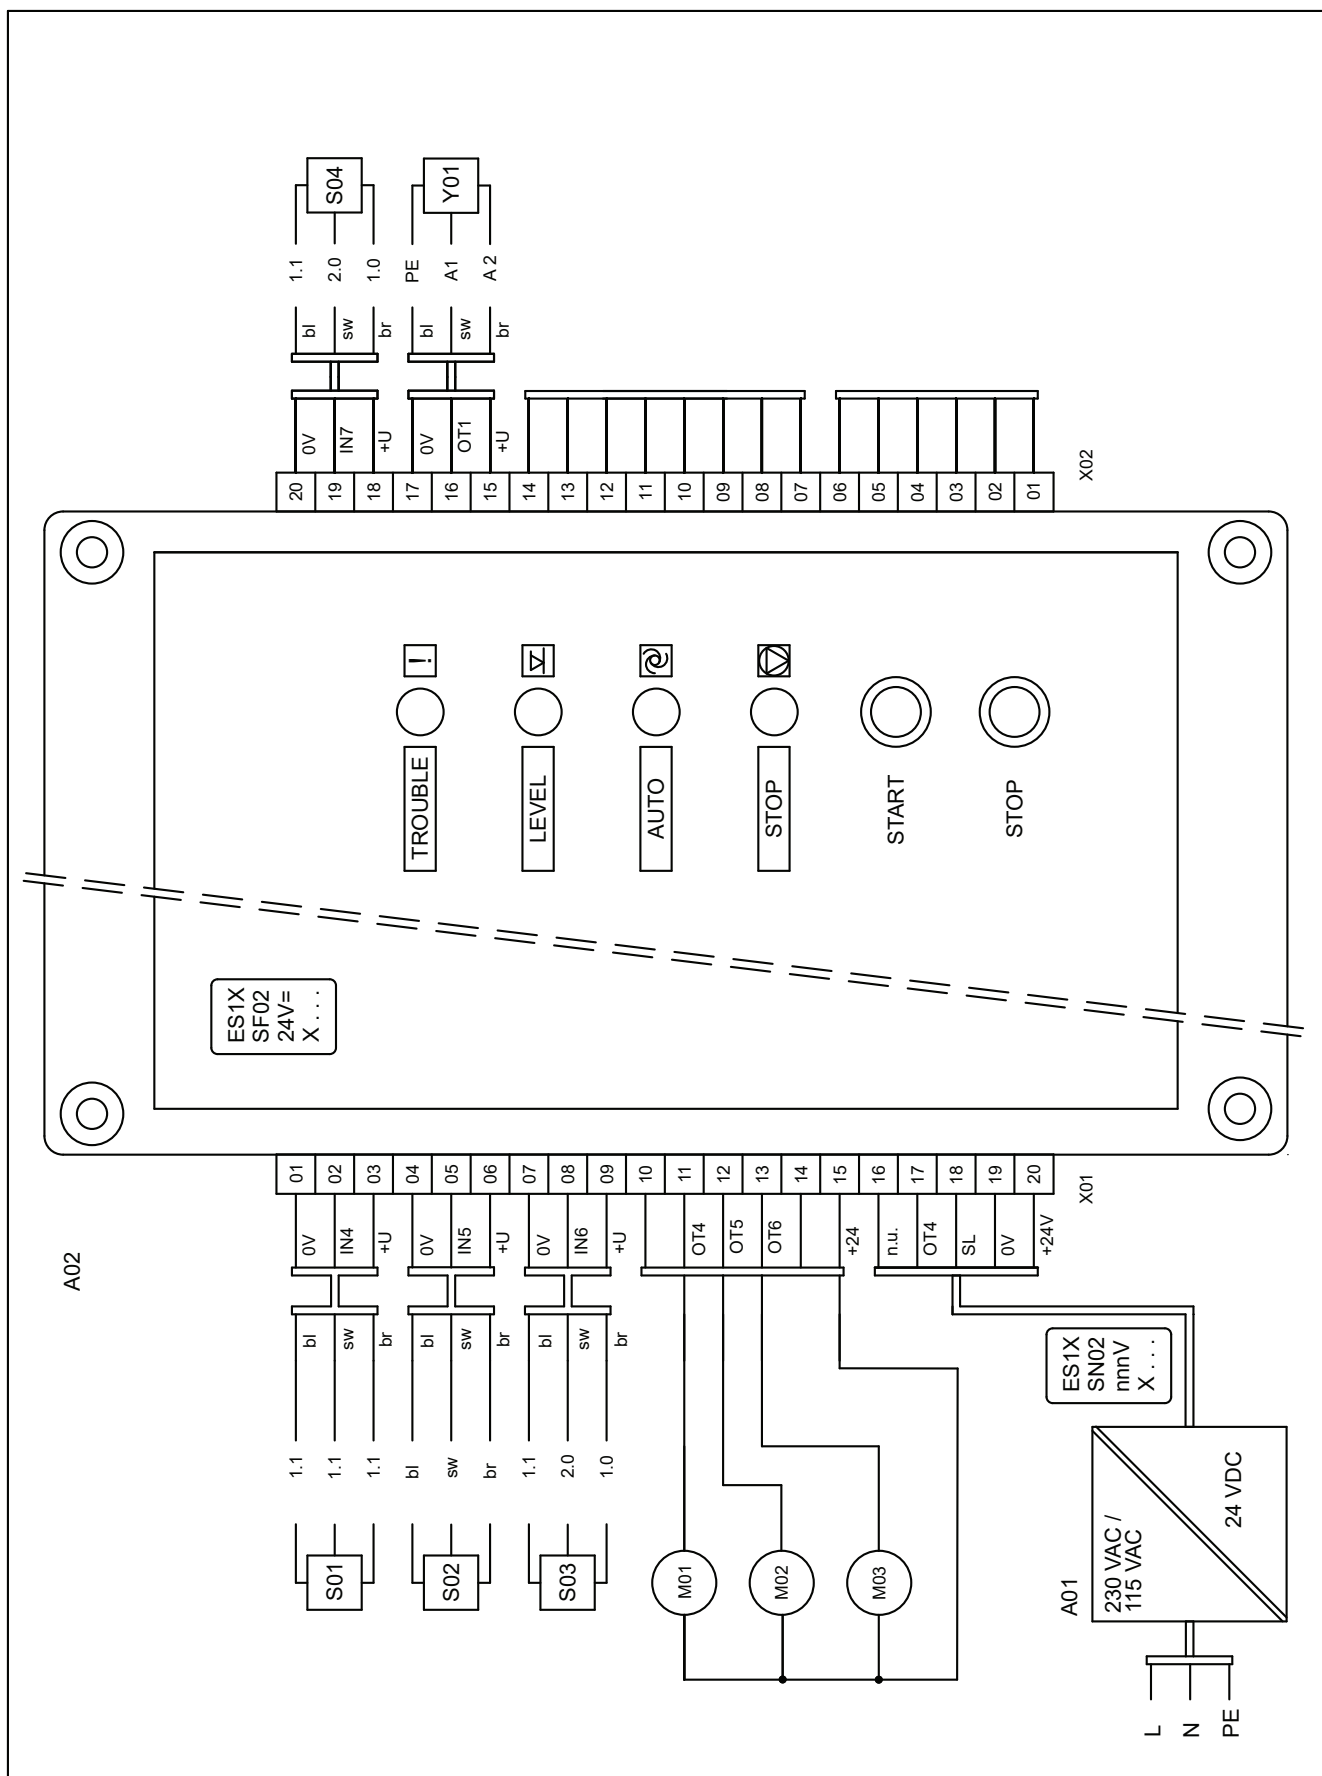 A02
ES1X
SF02
24V=
X . . .
TROUBLE
!
LEVEL
AUTO
STOP
START
STOP
X01
01 0V bl 1.1
02 IN4 sw 1.1
03 +U br 1.1
S01
04 0V bl bl
05 IN5 sw sw
06 +U br br
S02
07 0V bl 1.1
08 IN6 sw 2.0
09 +U br 1.0
S03
10
11 OT4
12 OT5
13 OT6
14
15 +24
M01
M02
M03
16 n.u.
17 OT4
18 SL
19 0V
20 +24V
X02
20 0V bl 1.1
19 IN7 sw 2.0
18 +U br 1.0
S04
17 0V bl PE
16 OT1 sw A1
15 +U br A 2
Y01
14
13
12
11
10
09
08
07
06
05
04
03
02
01
ES1X
SN02
nnnV
X . . .
A01
230 VAC /
115 VAC
24 VDC
L
N
PE